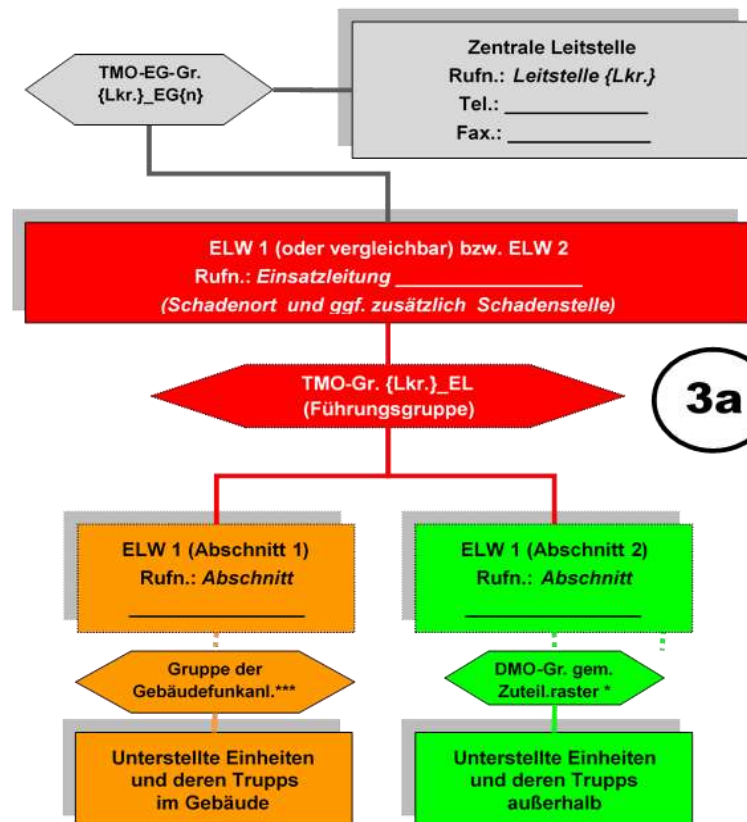 TMO-EG-Gr.
{Lkr.}_EG{n}
Zentrale Leitstelle
Rufn.: Leitstelle {Lkr.}
Tel.: ____________
Fax.: ____________
ELW 1 (oder vergleichbar) bzw. ELW 2
Rufn.: Einsatzleitung ________________
(Schadenort und ggf. zusätzlich Schadenstelle)
TMO-Gr. {Lkr.}_EL
(Führungsgruppe)
3a
ELW 1 (Abschnitt 1)
Rufn.: Abschnitt
________________
ELW 1 (Abschnitt 2)
Rufn.: Abschnitt
________________
Gruppe der
Gebäudefunkanl.***
DMO-Gr. gem.
Zuteil.raster *
Unterstellte Einheiten
und deren Trupps
im Gebäude
Unterstellte Einheiten
und deren Trupps
außerhalb